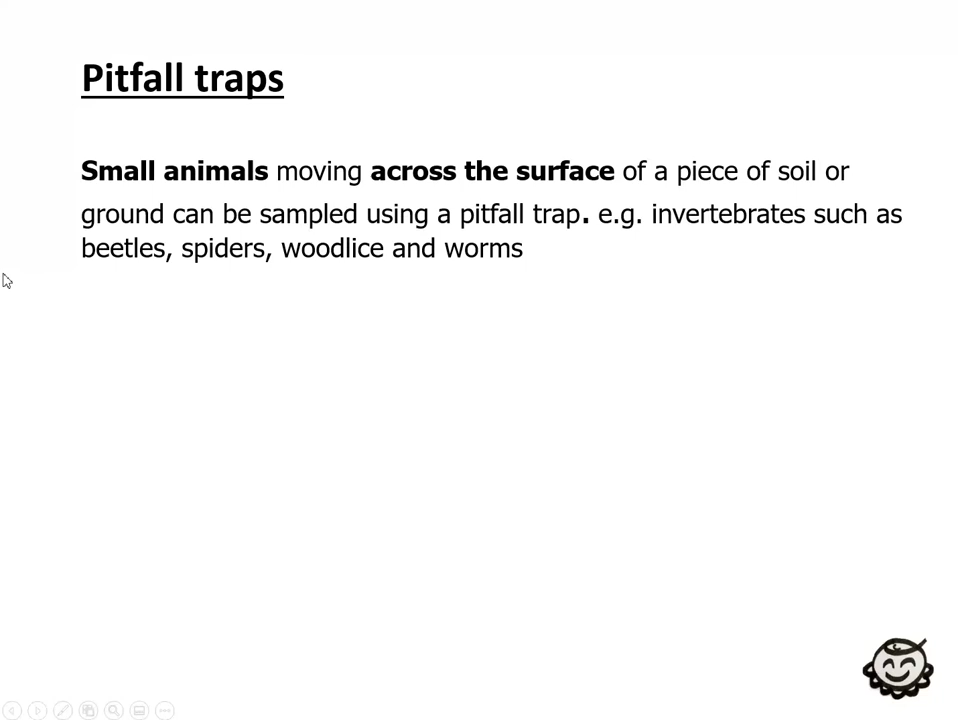 Pitfall traps
Small animals moving across the surface of a piece of soil or
ground can be sampled using a pitfall trap. e.g. invertebrates such as
beetles, spiders, woodlice and worms